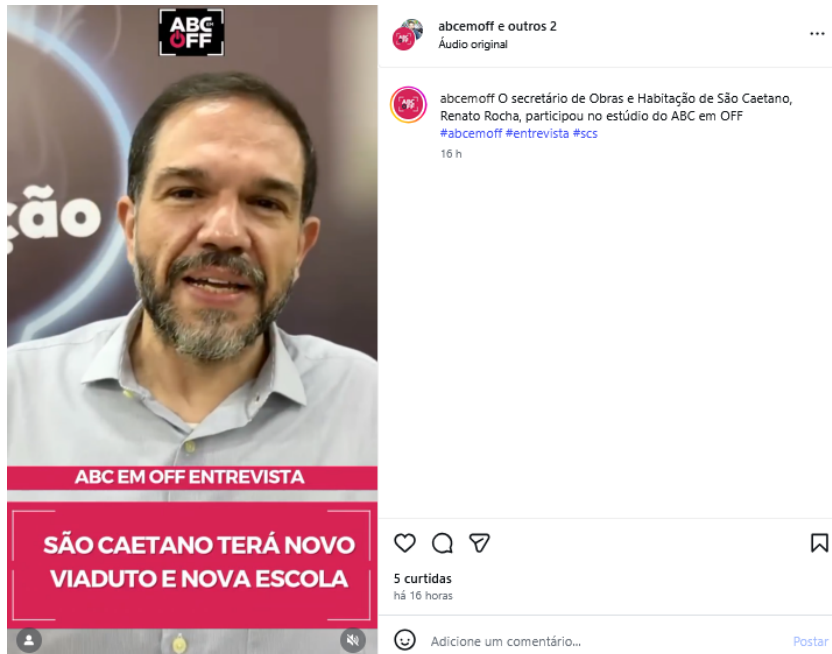 ABC
EM
OFF
ção
ABC EM OFF ENTREVISTA
SÃO CAETANO TERÁ NOVO
VIADUTO E NOVA ESCOLA
abcemoff e outros 2
Áudio original
abcemoff O secretário de Obras e Habitação de São Caetano,
Renato Rocha, participou no estúdio do ABC em OFF
#abcemoff #entrevista #scs
16 h
5 curtidas
há 16 horas
Adicione um comentário...
Postar